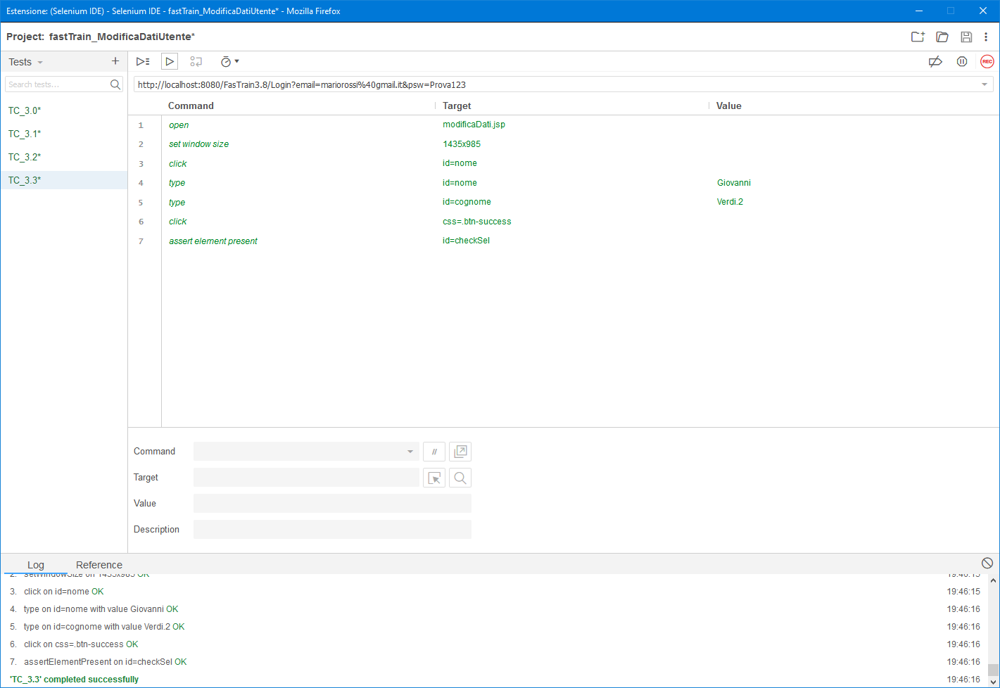 Estensione: (Selenium IDE) - Selenium IDE - fastTrain_ModificaDatiUtente* - Mozilla Firefox
Project: fastTrain_ModificaDatiUtente*
Tests
REC
Search tests...
http://localhost:8080/FasTrain3.8/Login?email=mariorossi%40gmail.it&psw=Prova123
Command Target Value
TC_3.0*
TC_3.1*
TC_3.2*
TC_3.3*
1 open modificaDati.jsp
2 set window size 1435x985
3 click id=nome
4 type id=nome Giovanni
5 type id=cognome Verdi.2
6 click css=.btn-success
7 assert element present id=checkSel
Command //
Target
Value
Description
Log Reference
2. setWindowSize on 1435x985 OK 19:46:15
3. click on id=nome OK 19:46:15
4. type on id=nome with value Giovanni OK 19:46:16
5. type on id=cognome with value Verdi.2 OK 19:46:16
6. click on css=.btn-success OK 19:46:16
7. assertElementPresent on id=checkSel OK 19:46:16
'TC_3.3' completed successfully 19:46:16